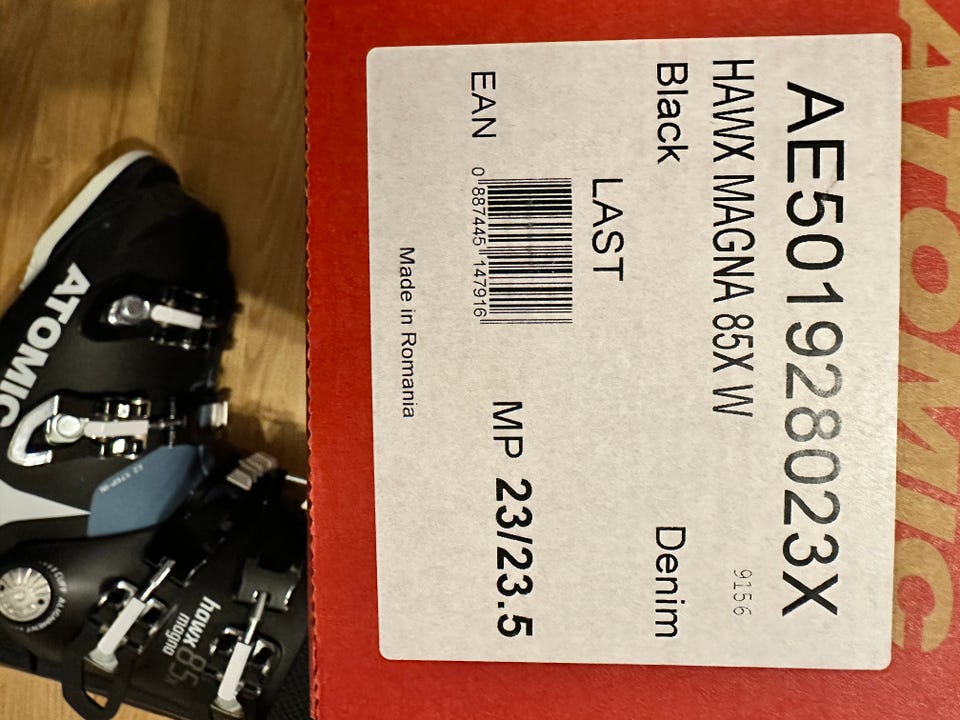 ATOMIC
AE501928023X
HAWX MAGNA 85X W
9156
Black
Denim
LAST
EAN
0 887445 147916
MP 23/23.5
Made in Romania
ATOMIC
hawx 85x
magna